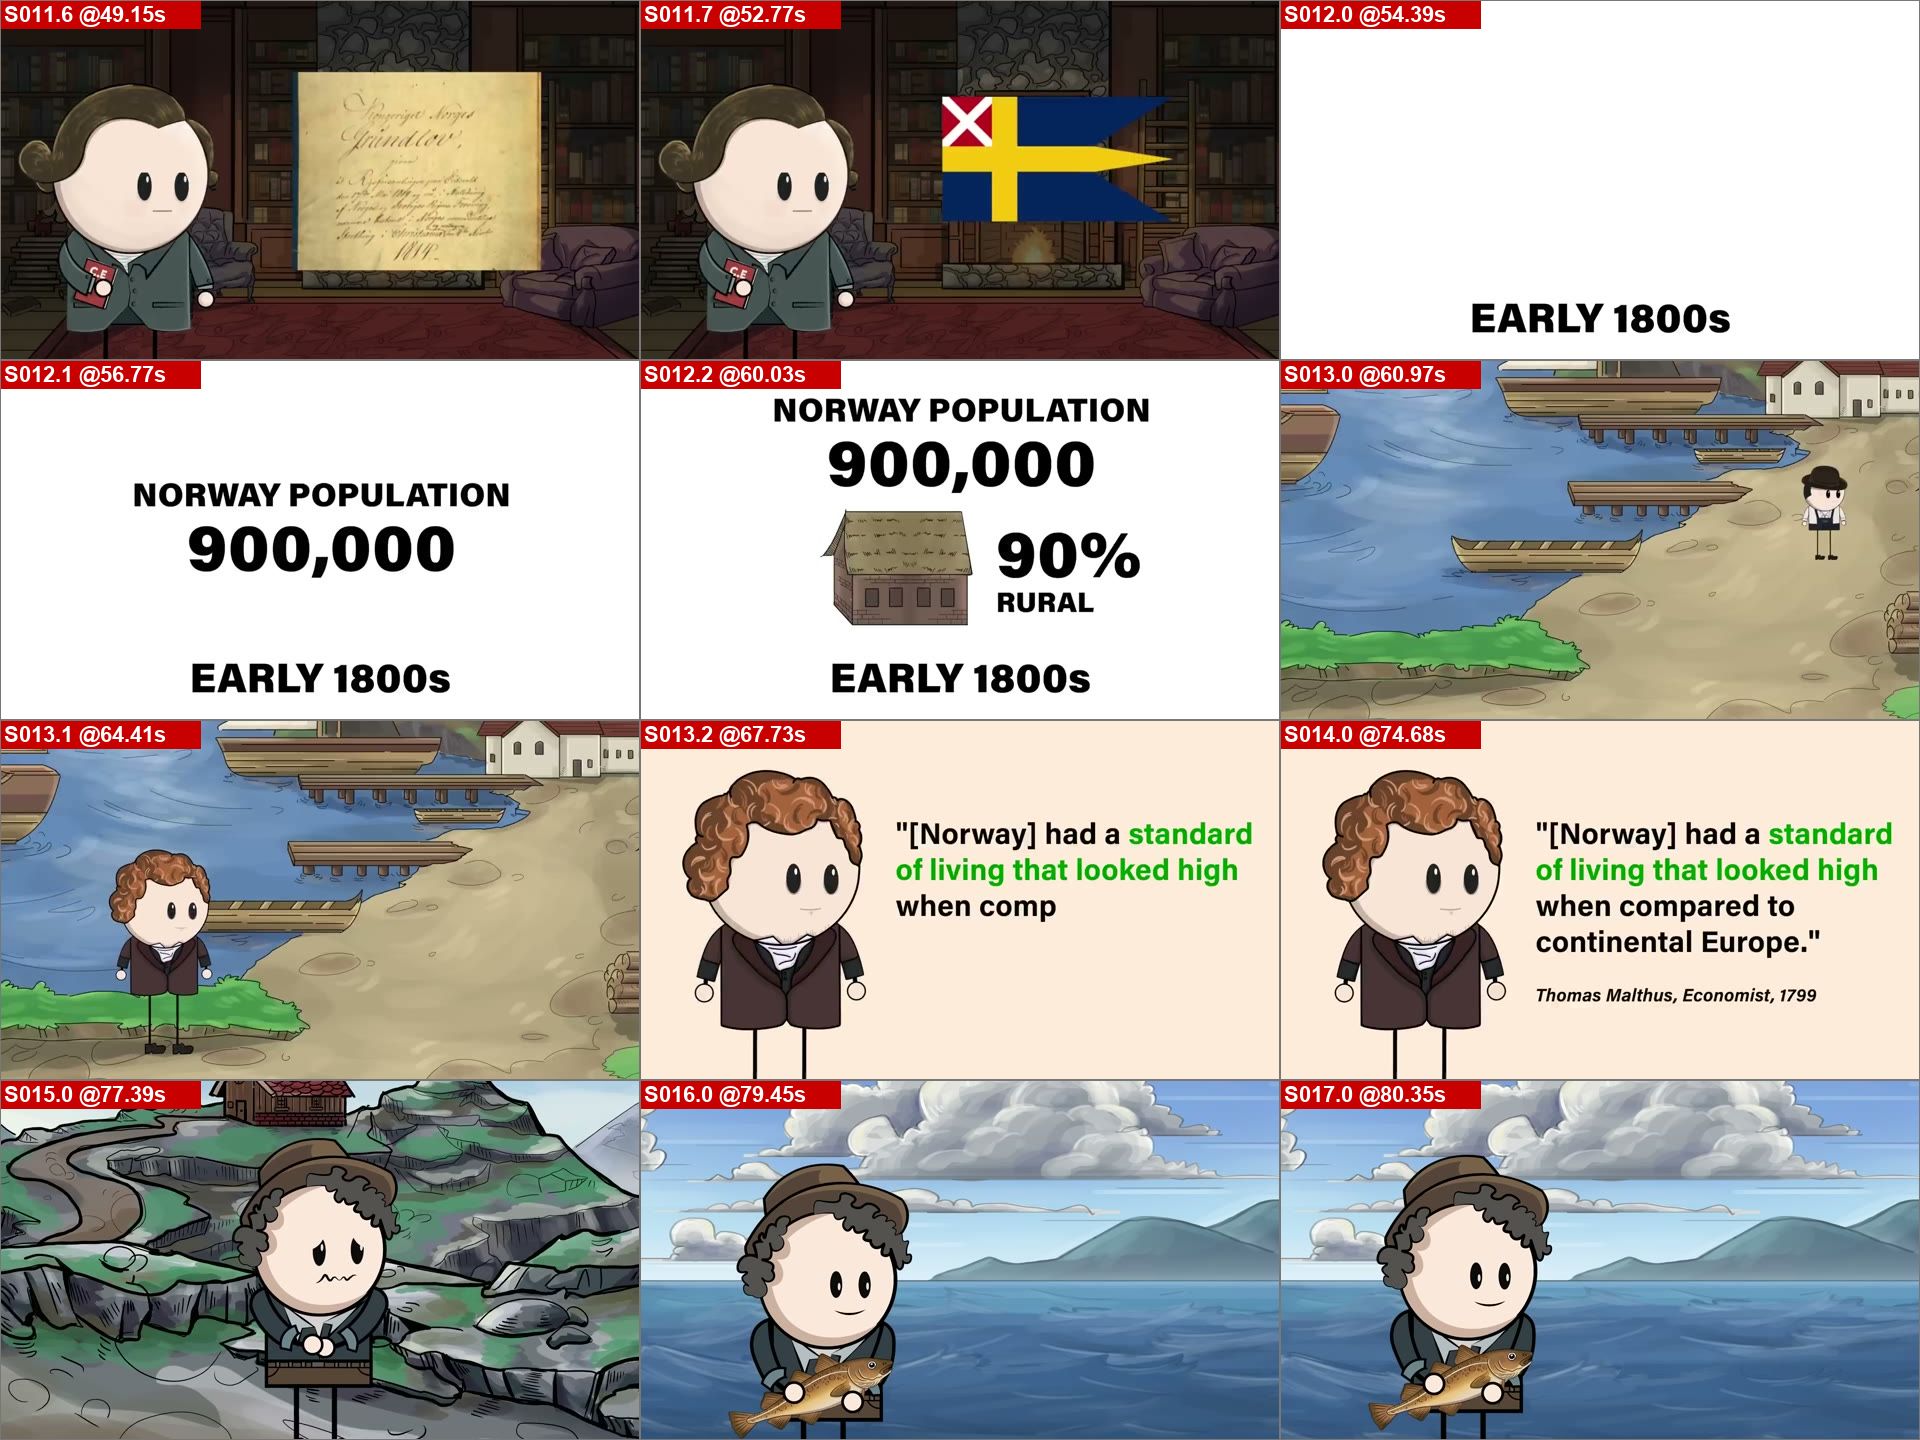 S011.6 @49.15s
Kongeriget Norges
Grundlov,
1814.
C.E
S011.7 @52.77s
C.E
S012.0 @54.39s
EARLY 1800s
S012.1 @56.77s
NORWAY POPULATION
900,000
EARLY 1800s
S012.2 @60.03s
NORWAY POPULATION
900,000
90%
RURAL
EARLY 1800s
S013.0 @60.97s
S013.1 @64.41s
S013.2 @67.73s
"[Norway] had a standard
of living that looked high
when comp
S014.0 @74.68s
"[Norway] had a standard
of living that looked high
when compared to
continental Europe."
Thomas Malthus, Economist, 1799
S015.0 @77.39s
S016.0 @79.45s
S017.0 @80.35s